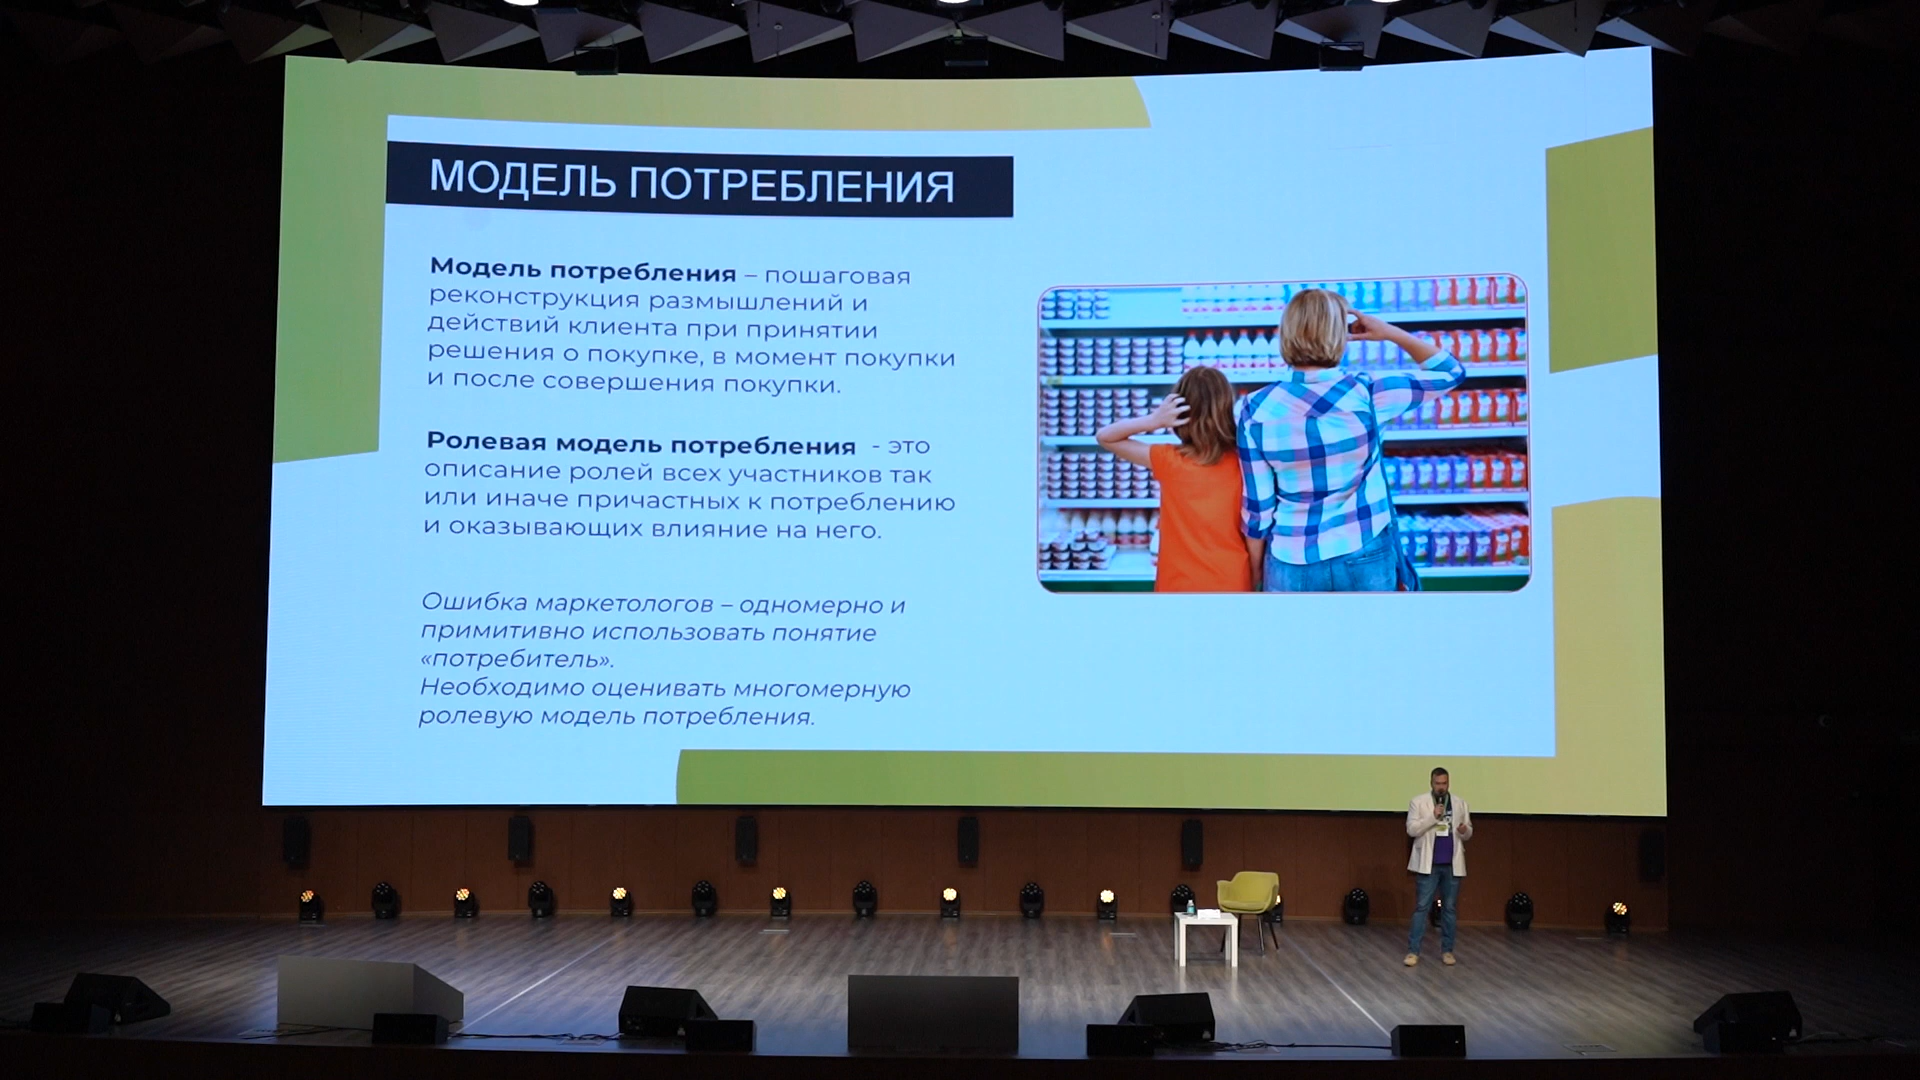 МОДЕЛЬ ПОТРЕБЛЕНИЯ
Модель потребления – пошаговая
реконструкция размышлений и
действий клиента при принятии
решения о покупке, в момент покупки
и после совершения покупки.
Ролевая модель потребления - это
описание ролей всех участников так
или иначе причастных к потреблению
и оказывающих влияние на него.
Ошибка маркетологов – одномерно и
примитивно использовать понятие
«потребитель».
Необходимо оценивать многомерную
ролевую модель потребления.